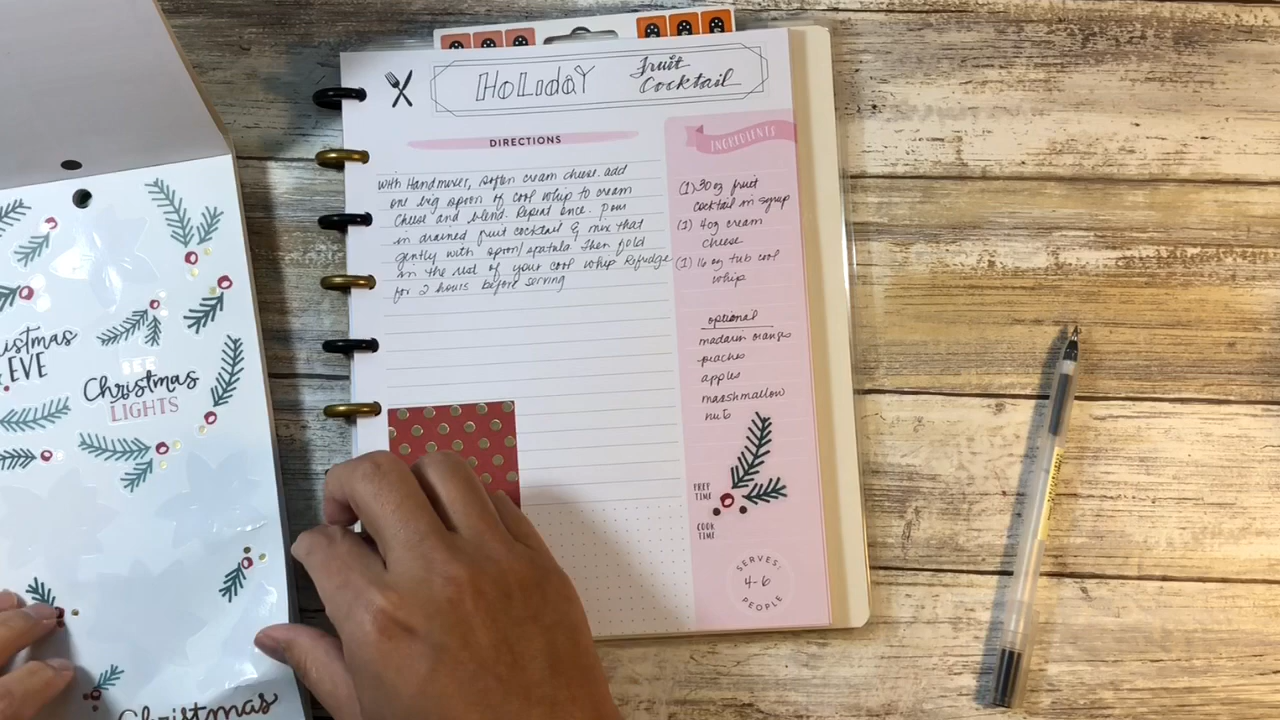 HoLidaY
Fruit
Cocktail
DIRECTIONS
INGREDIENTS
with Handmixer, soften cream cheese. add
one big spoon of cool whip to cream
cheese and blend. Repeat once. pour
in drained fruit cocktail & mix that
gently with spoon/spatula. Then fold
in the rest of your cool whip Refridge
for 2 hours before serving
(1) 30 oz fruit
cocktail in syrup
(1) 4oz cream
cheese
(1) 16 oz tub cool
whip
optional
madarin oranges
peaches
apples
marshmallow
nuts
PREP
TIME
COOK
TIME
SERVES:
4-6
PEOPLE
EVE
Christmas
LIGHTS
Christmas